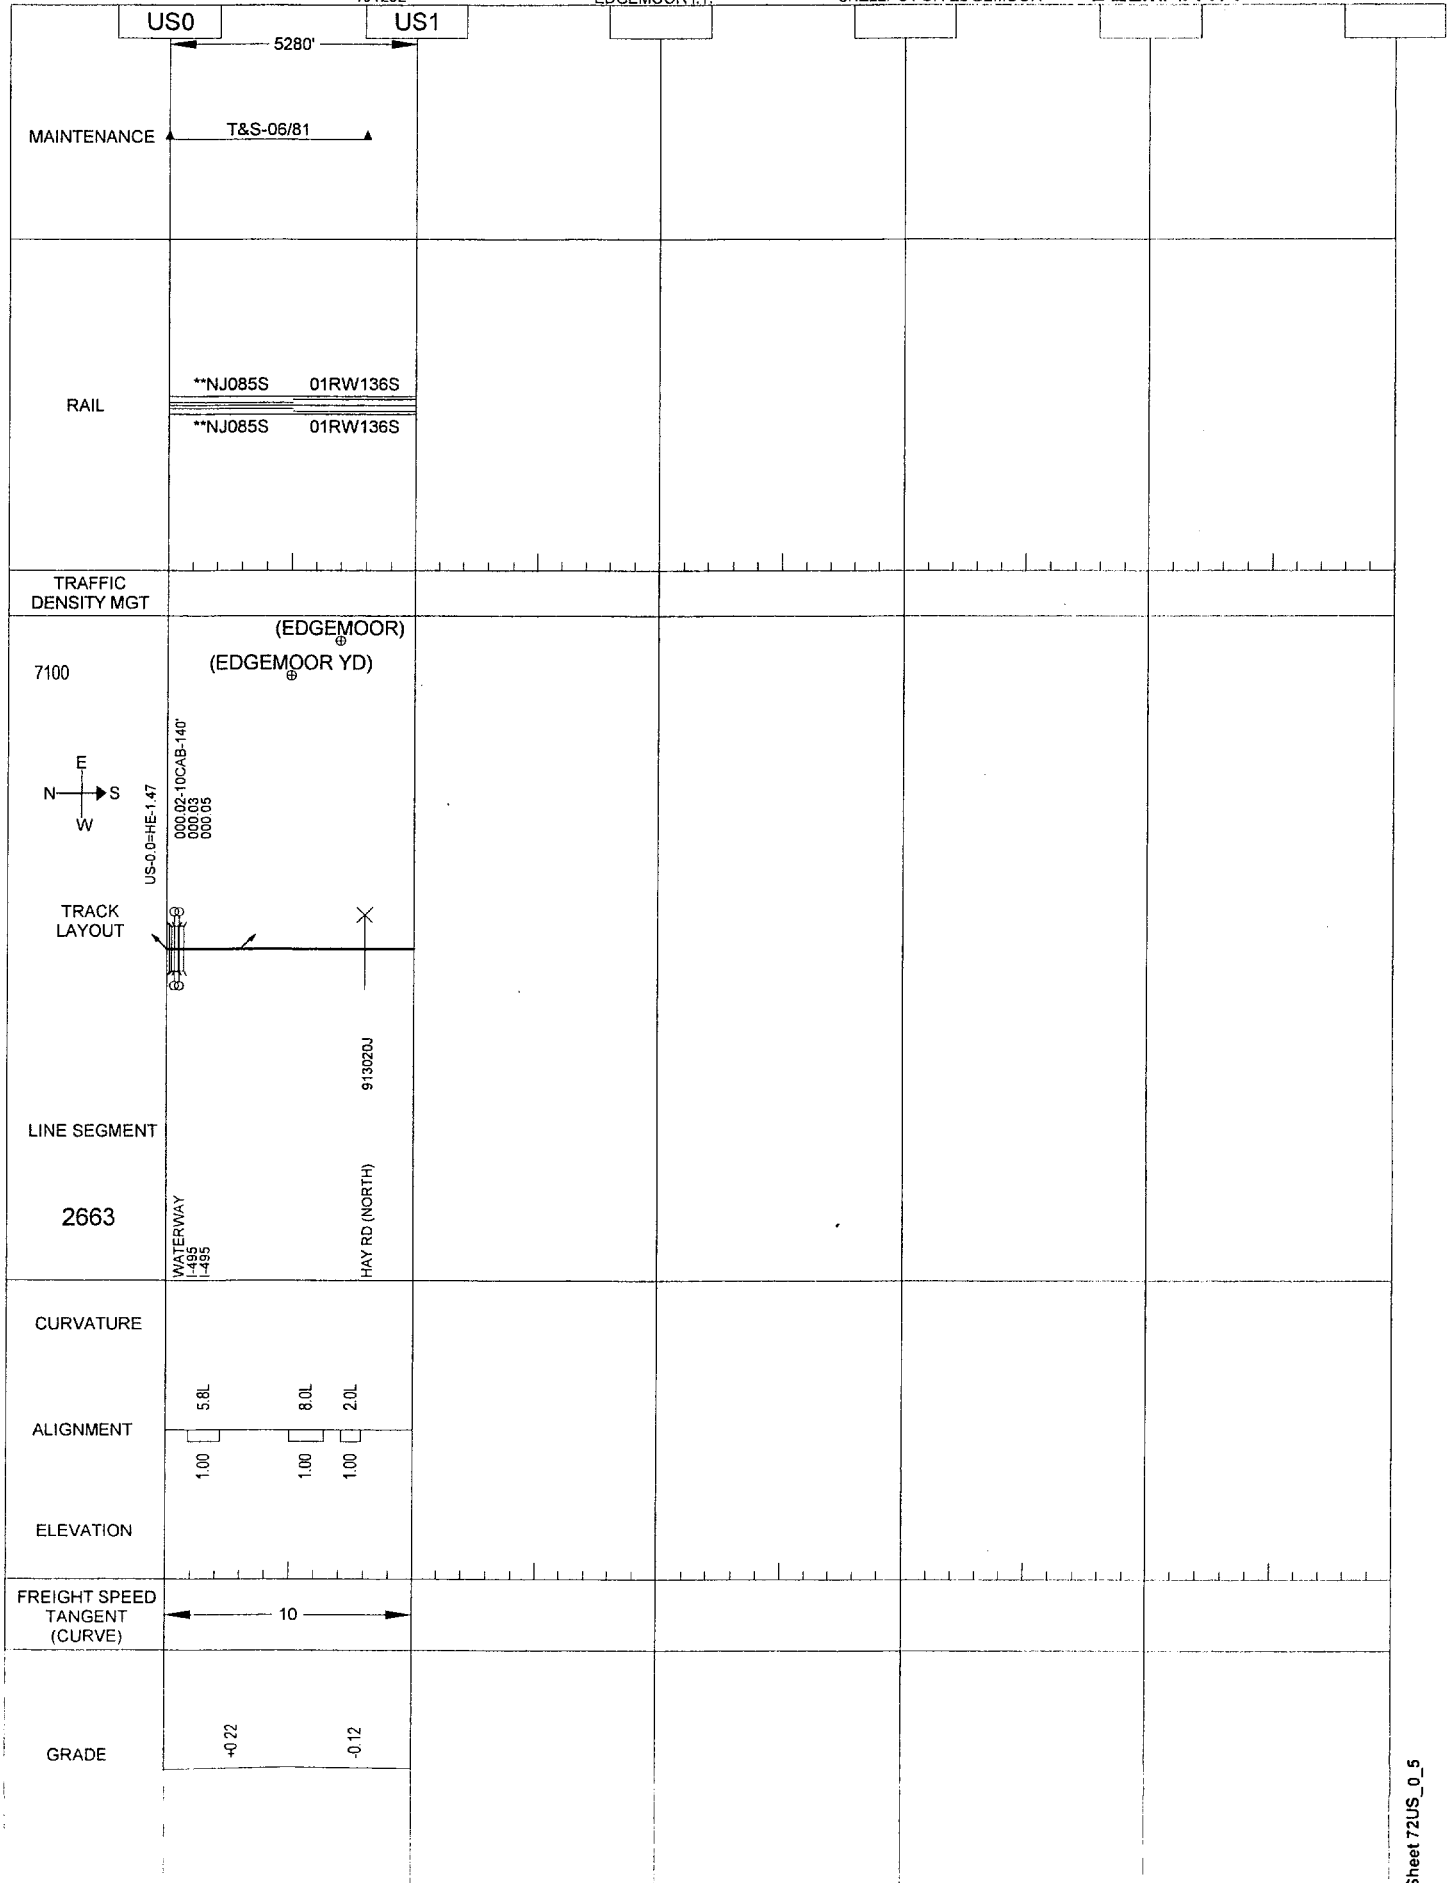 US0 US1
5280'
MAINTENANCE T&S-06/81
**NJ085S 01RW136S
RAIL
**NJ085S 01RW136S
TRAFFIC
DENSITY MGT
(EDGEMOOR)
(EDGEMOOR YD)
7100
E
N S
W
US-0.0=HE-1.47
000.02-10CAB-140'
000.03
000.05
TRACK
LAYOUT
913020J
LINE SEGMENT
2663
WATERWAY
I-495
I-495
HAY RD (NORTH)
CURVATURE
5.8L 8.0L 2.0L
ALIGNMENT
1.00 1.00 1.00
ELEVATION
FREIGHT SPEED
TANGENT
(CURVE)
10
GRADE
+0.22 -0.12
Sheet 72US_0_5